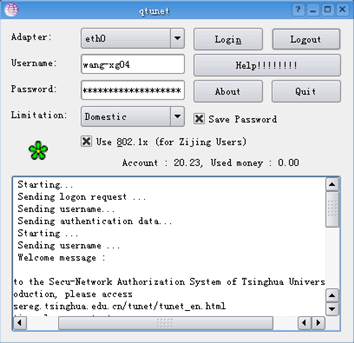 qtunet
Adapter: eth0 Login Logout
Username: wang-xg04 Help!!!!!!!!
Password: ******************* About Quit
Limitation: Domestic Save Password
Use 802.1x (for Zijing Users)
Account : 20.23, Used money : 0.00
Starting...
Sending logon request ...
Sending username...
Sending authentication data...
Starting ...
Sending username ...
Welcome message :
to the Secu-Network Authorization System of Tsinghua Univers
oduction, please access
sereg.tsinghua.edu.cn/tunet/tunet_en.html